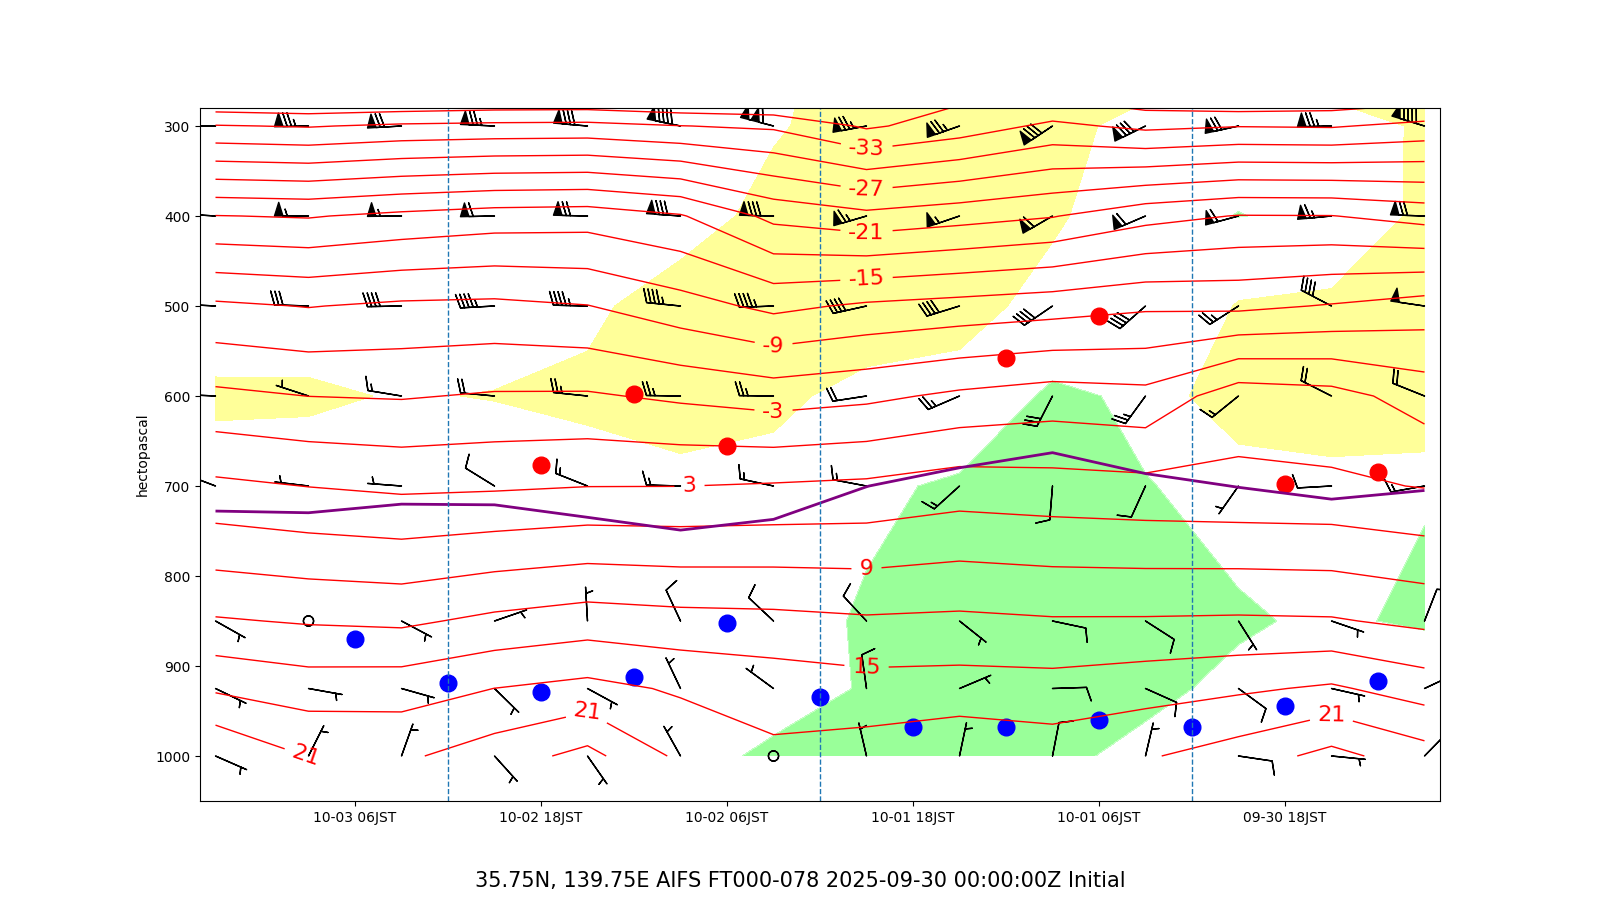 300
400
500
600
700
800
900
1000
hectopascal
-33
-27
-21
-15
-9
-3
3
9
15
21
21
21
10-03 06JST
10-02 18JST
10-02 06JST
10-01 18JST
10-01 06JST
09-30 18JST
35.75N, 139.75E AIFS FT000-078 2025-09-30 00:00:00Z Initial